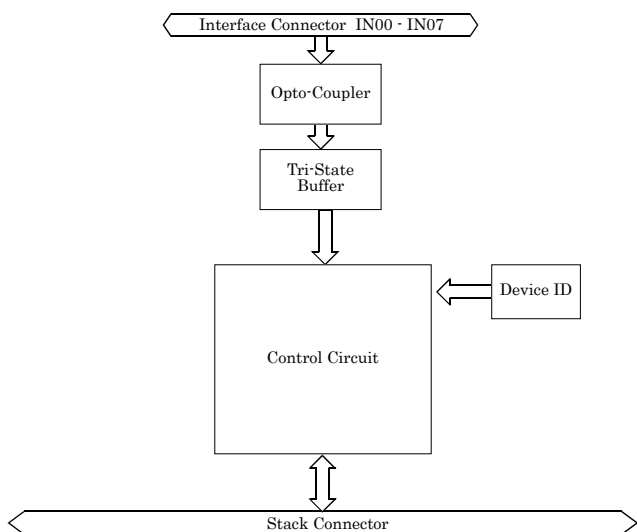 Interface Connector IN00 - IN07
Opto-Coupler
Tri-State
Buffer
Device ID
Control Circuit
Stack Connector